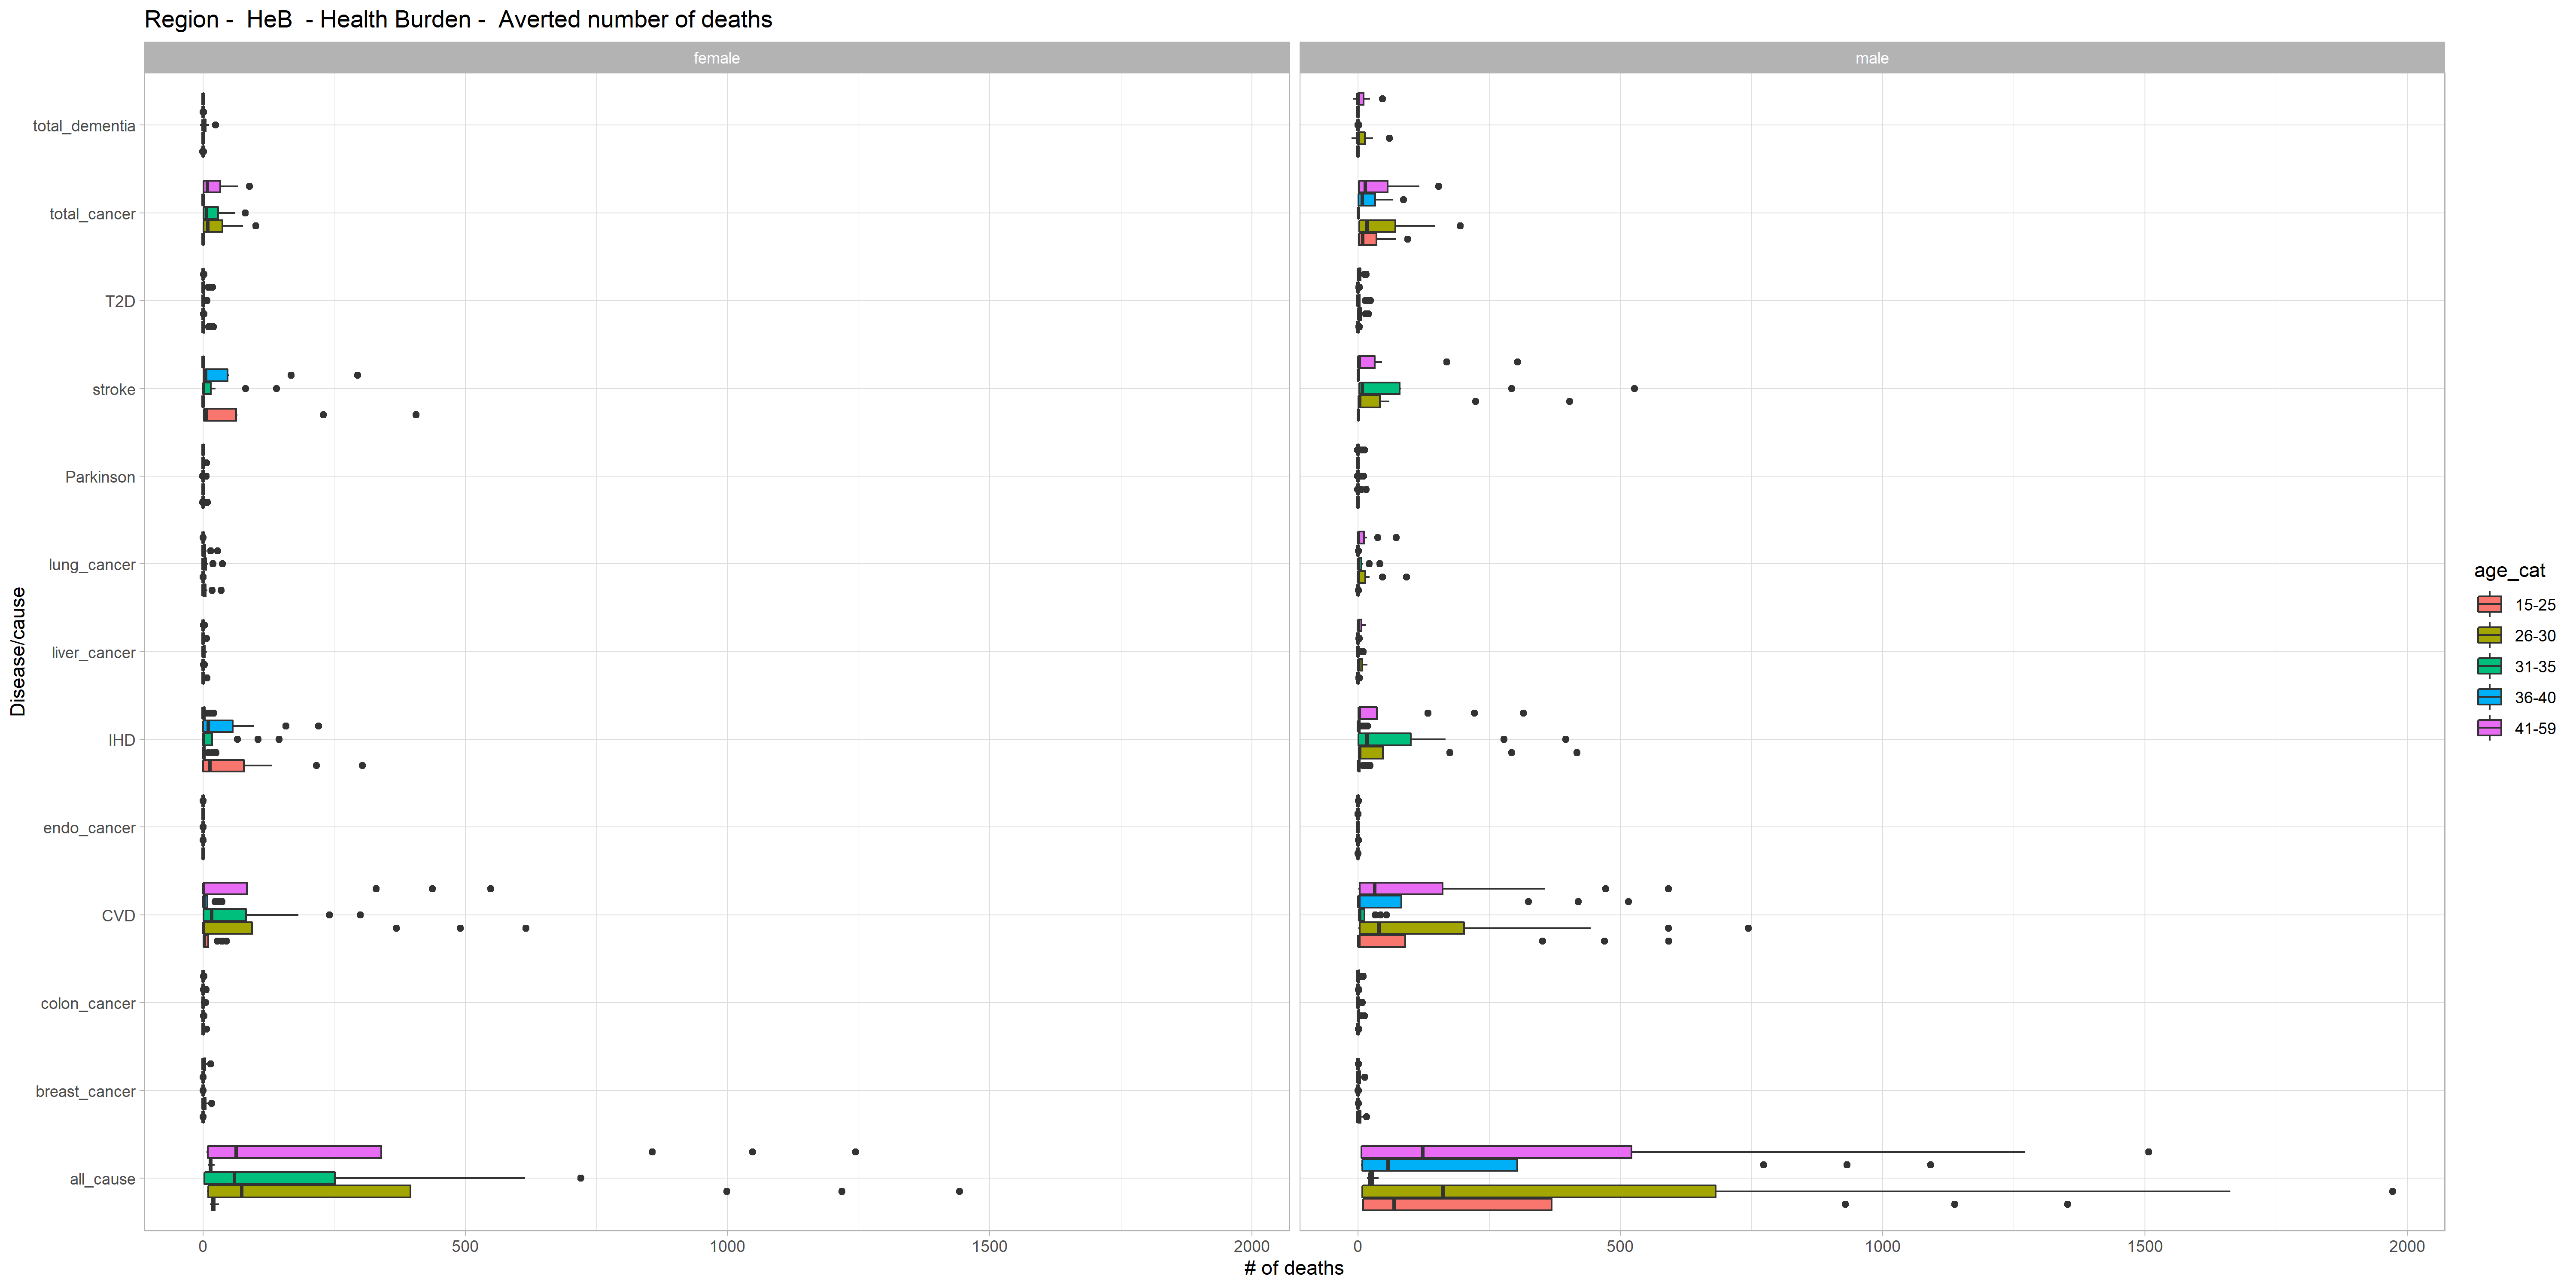 Region -  HeB  - Health Burden -  Averted number of deaths
female
male
total_dementia
total_cancer
T2D
stroke
Parkinson
lung_cancer
liver_cancer
IHD
endo_cancer
CVD
colon_cancer
breast_cancer
all_cause
Disease/cause
0 500 1000 1500 2000
0 500 1000 1500 2000
# of deaths
age_cat
15-25
26-30
31-35
36-40
41-59